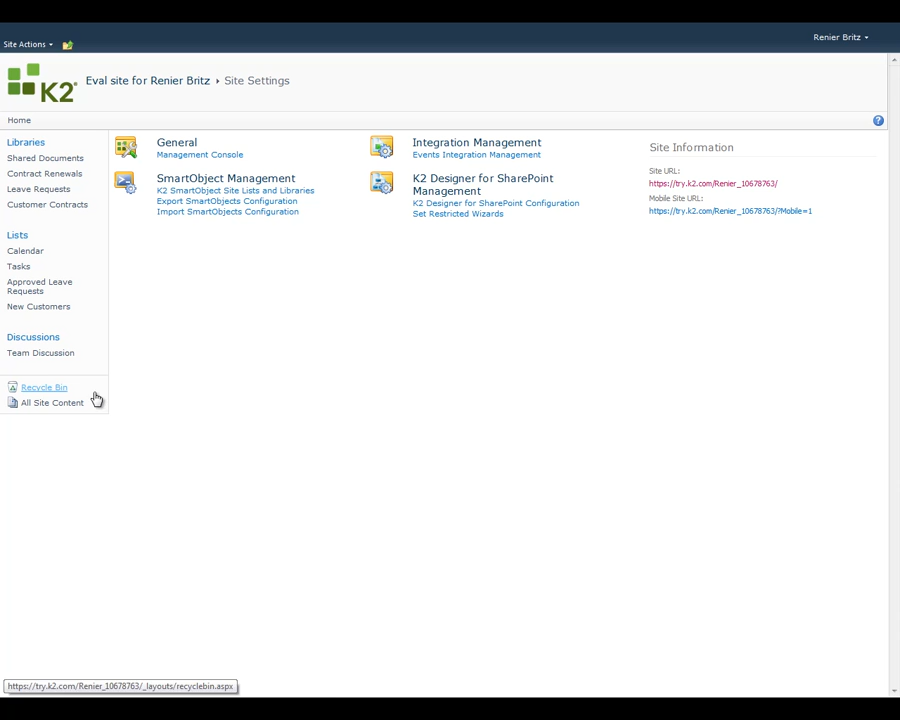 Site Actions
Renier Britz
K2
Eval site for Renier Britz ▸ Site Settings
Home
Libraries
Shared Documents
Contract Renewals
Leave Requests
Customer Contracts
Lists
Calendar
Tasks
Approved Leave
Requests
New Customers
Discussions
Team Discussion
Recycle Bin
All Site Content
General
Management Console
SmartObject Management
K2 SmartObject Site Lists and Libraries
Export SmartObjects Configuration
Import SmartObjects Configuration
Integration Management
Events Integration Management
K2 Designer for SharePoint
Management
K2 Designer for SharePoint Configuration
Set Restricted Wizards
Site Information
Site URL:
https://try.k2.com/Renier_10678763/
Mobile Site URL:
https://try.k2.com/Renier_10678763/?Mobile=1
https://try.k2.com/Renier_10678763/_layouts/recyclebin.aspx